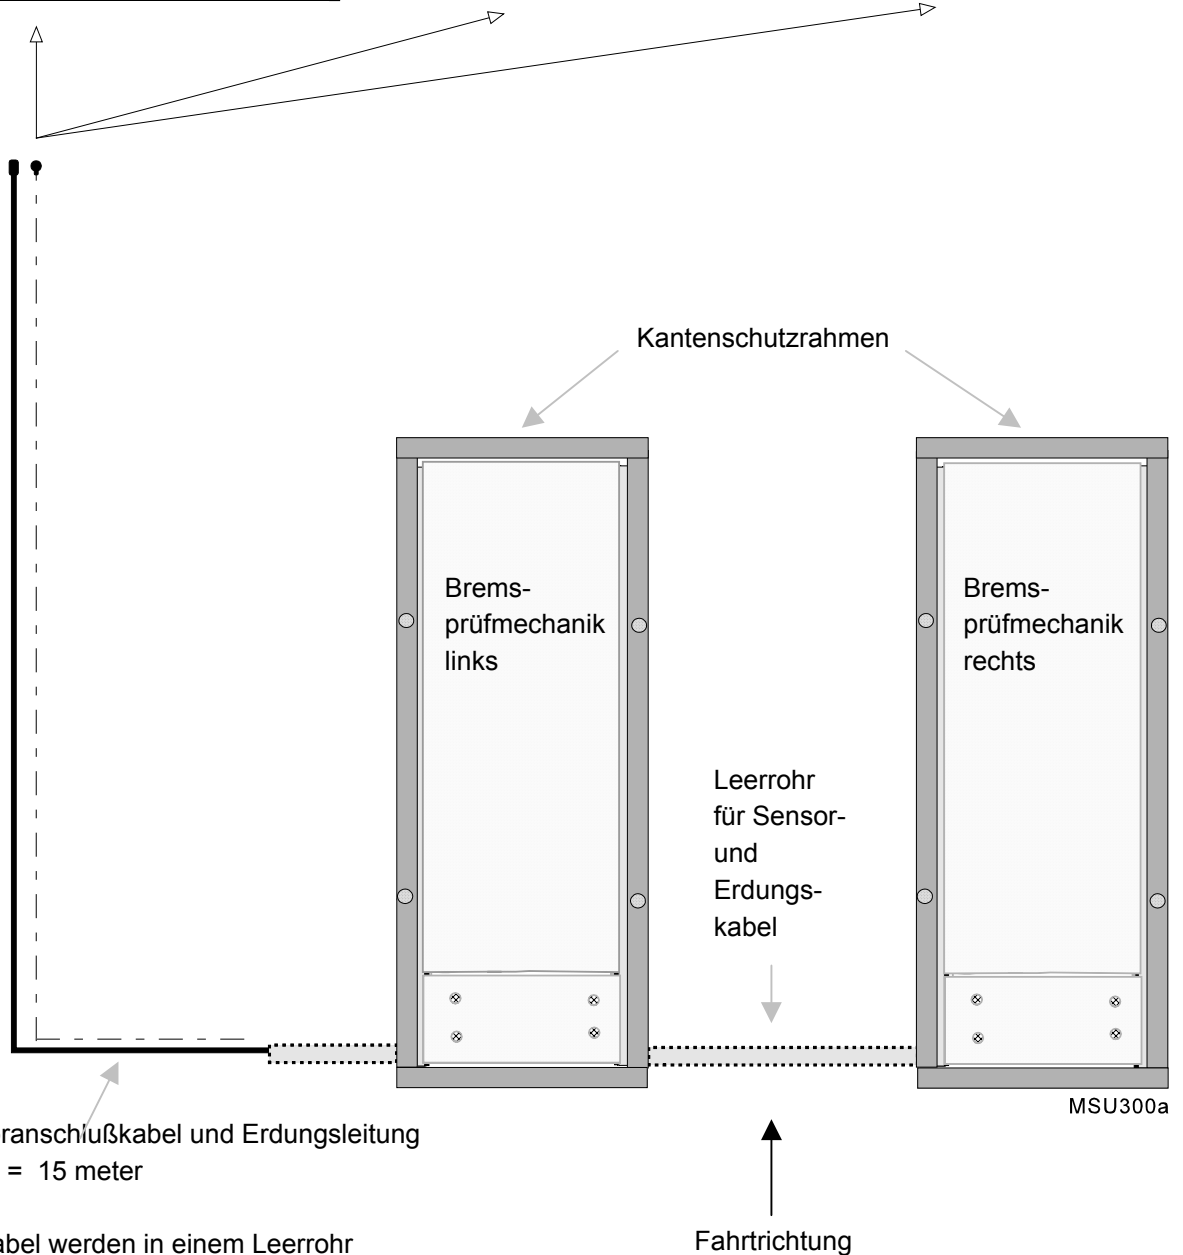 Kantenschutzrahmen
Brems-
prüfmechanik
links
Brems-
prüfmechanik
rechts
Leerrohr
für Sensor-
und
Erdungs-
kabel
MSU300a
ranschlußkabel und Erdungsleitung
= 15 meter
abel werden in einem Leerrohr
Fahrtrichtung